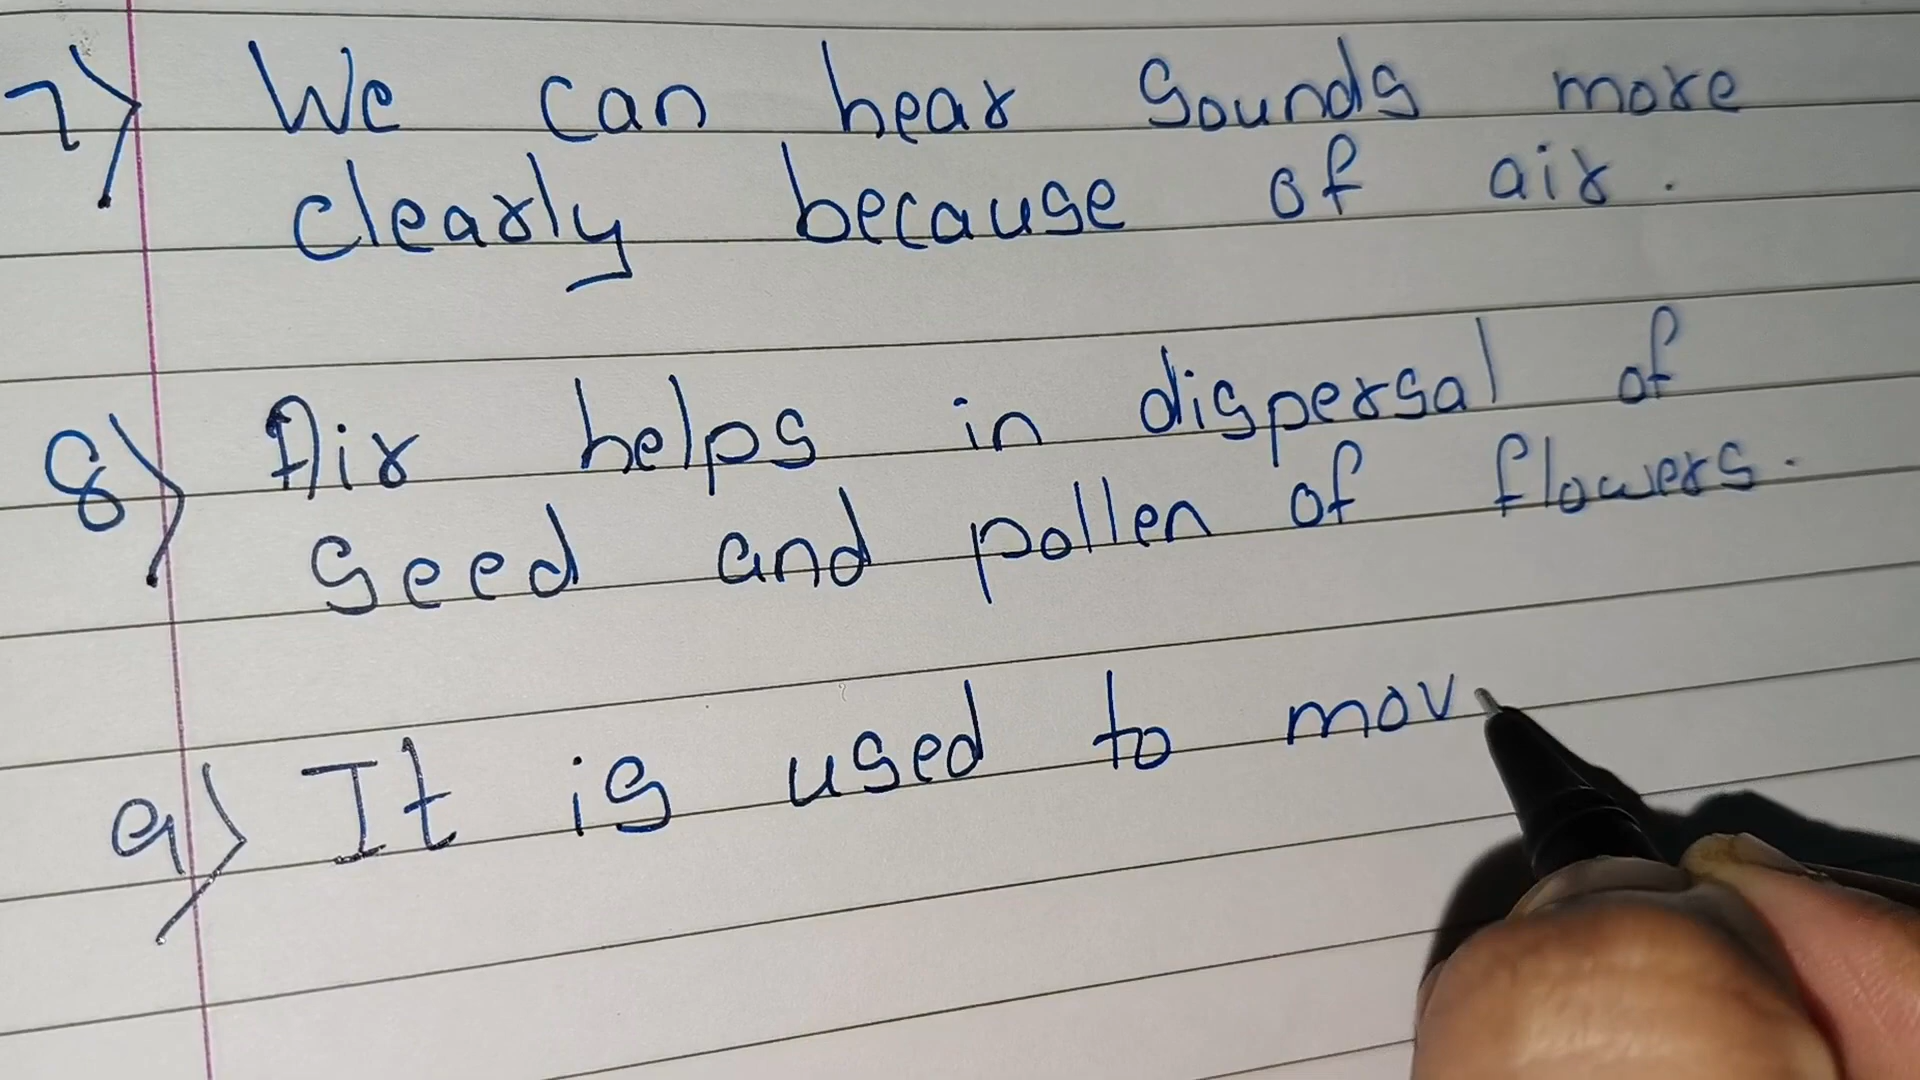 7) We can hear sounds more
clearly because of air.
8) Air helps in dispersal of
seed and pollen of flowers.
9) It is used to mov